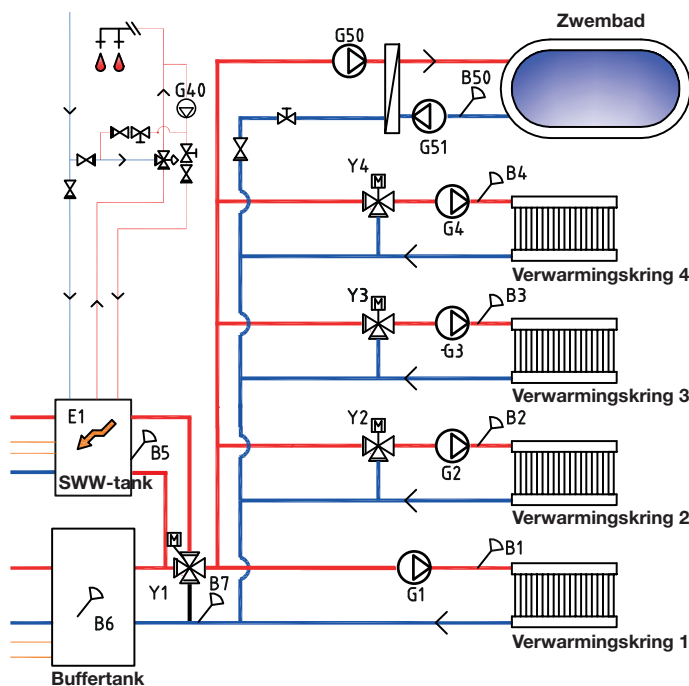 Zwembad
G50
B50
G40
G51
Y4
B4
G4
Verwarmingskring 4
Y3
B3
G3
Verwarmingskring 3
Y2
B2
E1
B5
G2
SWW-tank
Verwarmingskring 2
M
M
M
M
B1
Y1
B7
G1
B6
Verwarmingskring 1
Buffertank